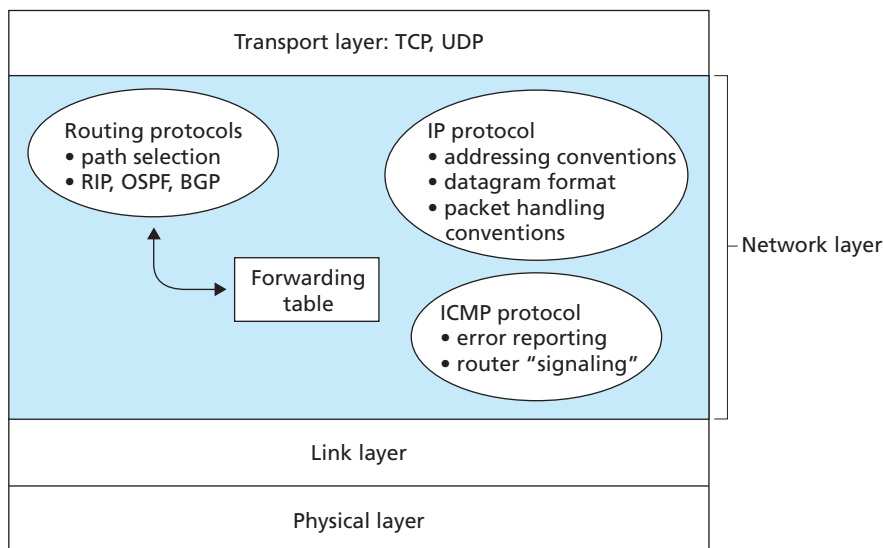 Transport layer: TCP, UDP
Routing protocols
• path selection
• RIP, OSPF, BGP
IP protocol
• addressing conventions
• datagram format
• packet handling
conventions
Network layer
Forwarding
table
ICMP protocol
• error reporting
• router “signaling”
Link layer
Physical layer